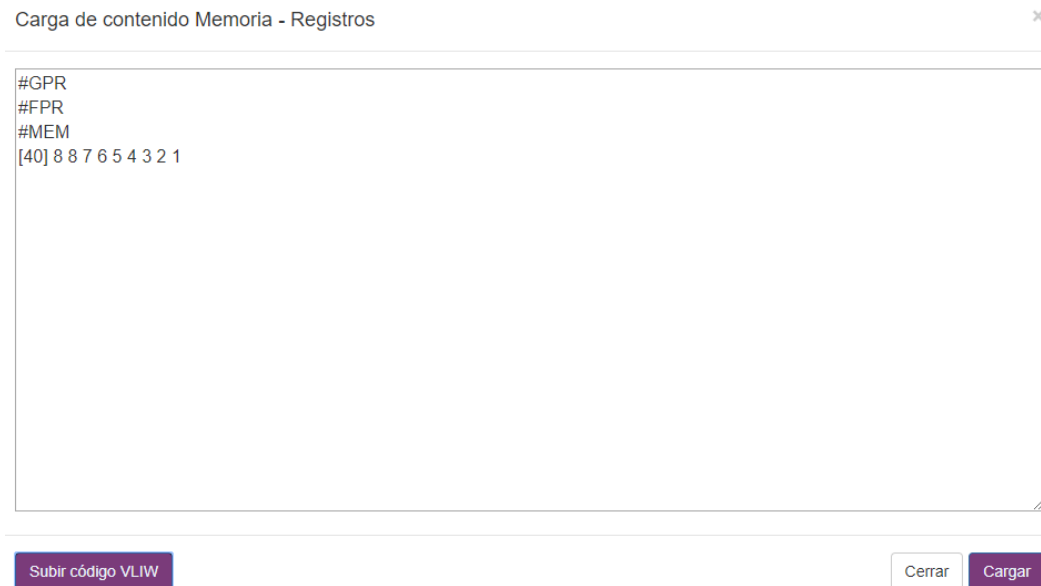 Carga de contenido Memoria - Registros
×
#GPR
#FPR
#MEM
[40] 8 8 7 6 5 4 3 2 1
Subir código VLIW
Cerrar
Cargar